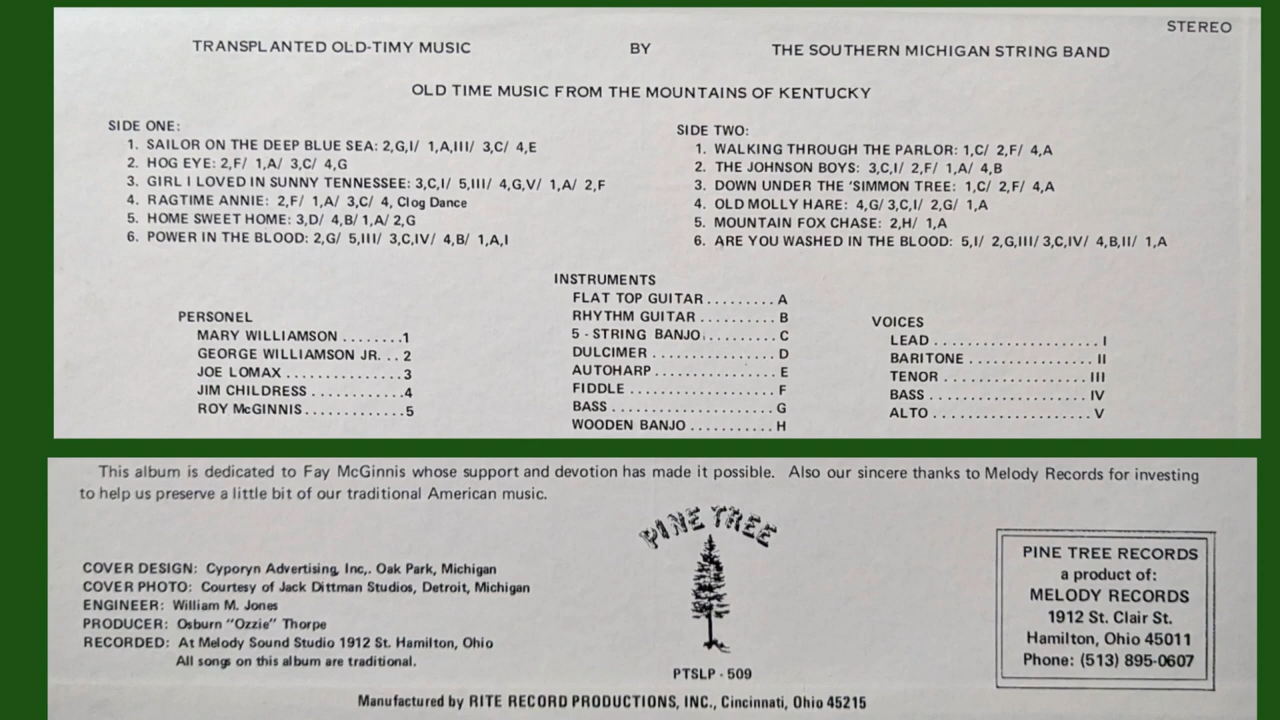 STEREO
TRANSPLANTED OLD-TIMY MUSIC BY THE SOUTHERN MICHIGAN STRING BAND
OLD TIME MUSIC FROM THE MOUNTAINS OF KENTUCKY
SIDE ONE:
1. SAILOR ON THE DEEP BLUE SEA: 2,G,I/ 1,A,III/ 3,C/ 4,E
2. HOG EYE: 2,F/ 1,A/ 3,C/ 4,G
3. GIRL I LOVED IN SUNNY TENNESSEE: 3,C,I/ 5,III/ 4,G,V/ 1,A/ 2,F
4. RAGTIME ANNIE: 2,F/ 1,A/ 3,C/ 4, Clog Dance
5. HOME SWEET HOME: 3,D/ 4,B/ 1,A/ 2,G
6. POWER IN THE BLOOD: 2,G/ 5,III/ 3,C,IV/ 4,B/ 1,A,I
SIDE TWO:
1. WALKING THROUGH THE PARLOR: 1,C/ 2,F/ 4,A
2. THE JOHNSON BOYS: 3,C,I/ 2,F/ 1,A/ 4,B
3. DOWN UNDER THE 'SIMMON TREE: 1,C/ 2,F/ 4,A
4. OLD MOLLY HARE: 4,G/ 3,C,I/ 2,G/ 1,A
5. MOUNTAIN FOX CHASE: 2,H/ 1,A
6. ARE YOU WASHED IN THE BLOOD: 5,I/ 2,G,III/ 3,C,IV/ 4,B,II/ 1,A
PERSONEL
MARY WILLIAMSON ........1
GEORGE WILLIAMSON JR. ... 2
JOE LOMAX ..............3
JIM CHILDRESS ...........4
ROY McGINNIS............5
INSTRUMENTS
FLAT TOP GUITAR ......... A
RHYTHM GUITAR .......... B
5 - STRING BANJO.......... C
DULCIMER ............... D
AUTOHARP ............... E
FIDDLE .................. F
BASS .................... G
WOODEN BANJO ........... H
VOICES
LEAD ..................... I
BARITONE ............... II
TENOR .................. III
BASS .................... IV
ALTO .................... V
This album is dedicated to Fay McGinnis whose support and devotion has made it possible. Also our sincere thanks to Melody Records for investing
to help us preserve a little bit of our traditional American music.
COVER DESIGN: Cyporyn Advertising, Inc,. Oak Park, Michigan
COVER PHOTO: Courtesy of Jack Dittman Studios, Detroit, Michigan
ENGINEER: William M. Jones
PRODUCER: Osburn "Ozzie" Thorpe
RECORDED: At Melody Sound Studio 1912 St. Hamilton, Ohio
All songs on this album are traditional.
PINE TREE
PTSLP - 509
PINE TREE RECORDS
a product of:
MELODY RECORDS
1912 St. Clair St.
Hamilton, Ohio 45011
Phone: (513) 895-0607
Manufactured by RITE RECORD PRODUCTIONS, INC., Cincinnati, Ohio 45215